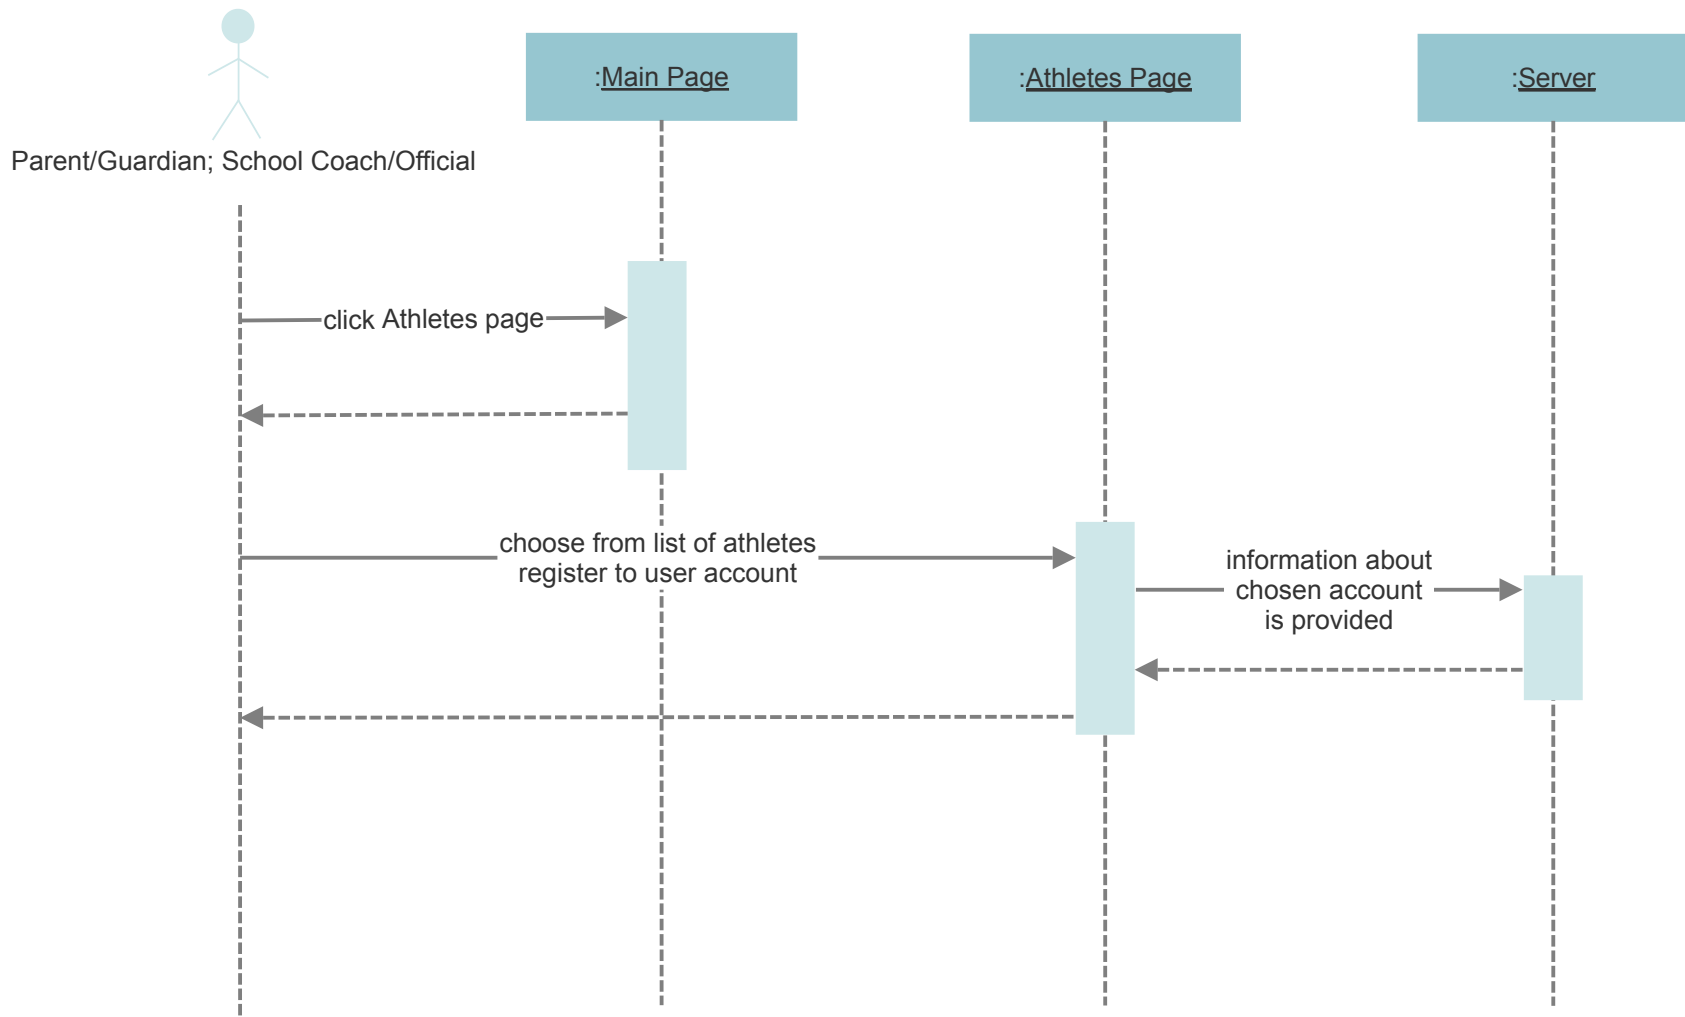 :Main Page
:Athletes Page
:Server
Parent/Guardian; School Coach/Official
click Athletes page
choose from list of athletes
register to user account
information about
chosen account
is provided